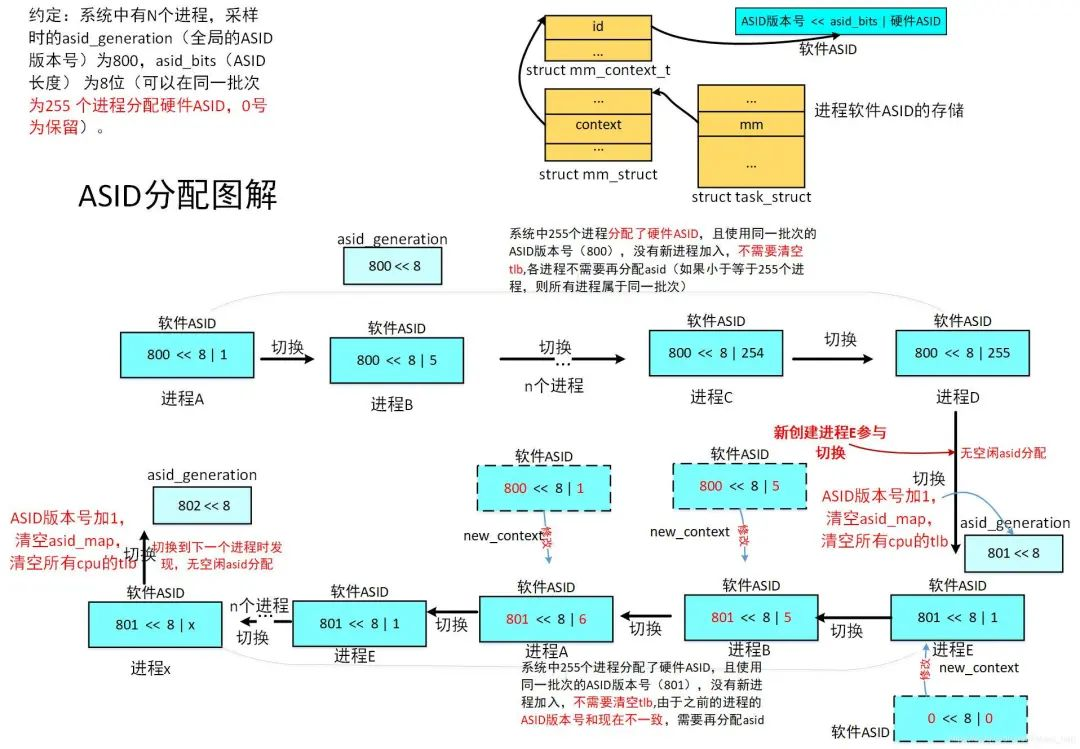 约定：系统中有N个进程，采样
时的asid_generation（全局的ASID
版本号）为800，asid_bits（ASID
长度） 为8位（可以在同一批次
为255 个进程分配硬件ASID，0号
为保留）。
id
...
struct mm_context_t
ASID版本号 << asid_bits | 硬件ASID
软件ASID
...
context
...
struct mm_struct
...
mm
...
struct task_struct
进程软件ASID的存储
ASID分配图解
asid_generation
800 << 8
系统中255个进程分配了硬件ASID，且使用同一批次的
ASID版本号（800），没有新进程加入，不需要清空
tlb,各进程不需要再分配asid（如果小于等于255个进
程，则所有进程属于同一批次）
软件ASID
800 << 8 | 1
进程A
切换
软件ASID
800 << 8 | 5
进程B
切换
...
n个进程
软件ASID
800 << 8 | 254
进程C
切换
软件ASID
800 << 8 | 255
进程D
新创建进程E参与
切换
无空闲asid分配
切换
ASID版本号加1，
清空asid_map，
清空所有cpu的tlb
asid_generation
801 << 8
软件ASID
800 << 8 | 5
new_context
修改
软件ASID
800 << 8 | 1
new_context
修改
asid_generation
802 << 8
ASID版本号加1，
清空asid_map，
清空所有cpu的tlb
切换
切换到下一个进程时发
现，无空闲asid分配
软件ASID
801 << 8 | x
进程x
n个进程
...
切换
软件ASID
801 << 8 | 1
进程E
切换
软件ASID
801 << 8 | 6
进程A
切换
软件ASID
801 << 8 | 5
进程B
切换
软件ASID
801 << 8 | 1
进程E
new_context
修改
系统中255个进程分配了硬件ASID，且使用
同一批次的ASID版本号（801），没有新进
程加入，不需要清空tlb,由于之前的进程的
ASID版本号和现在不一致，需要再分配asid
软件ASID
0 << 8 | 0